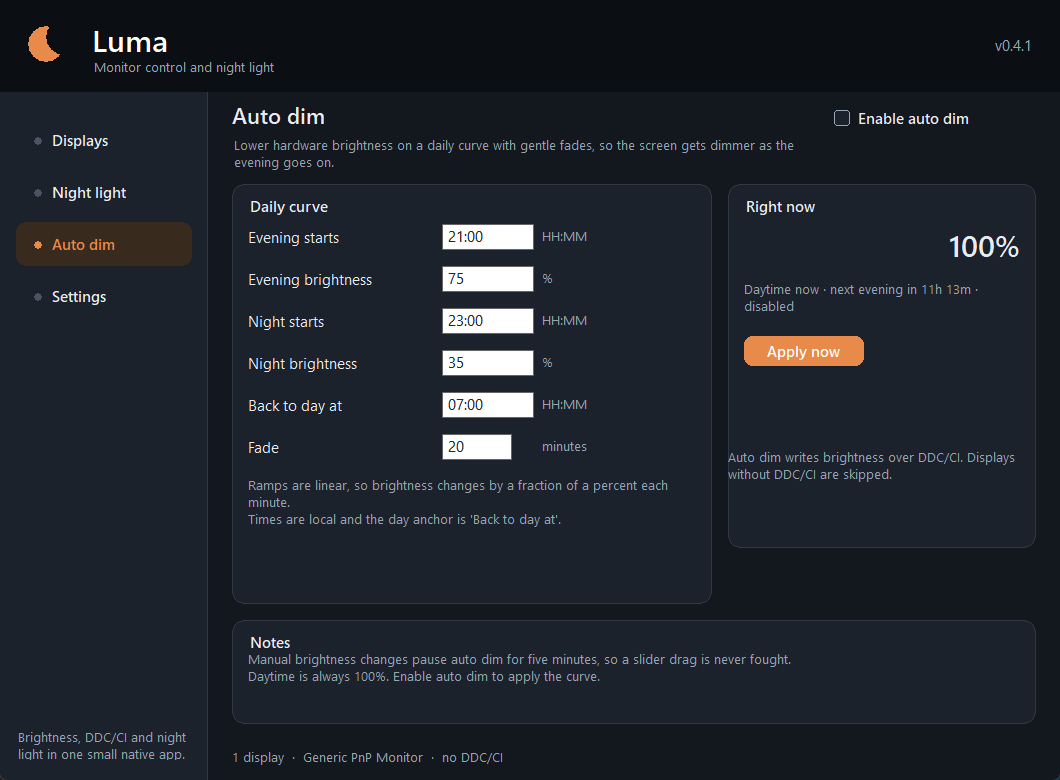 Luma
Monitor control and night light
v0.4.1
Displays
Night light
Auto dim
Settings
Brightness, DDC/CI and night
light in one small native app.
Auto dim
Enable auto dim
Lower hardware brightness on a daily curve with gentle fades, so the screen gets dimmer as the
evening goes on.
Daily curve
Evening starts 21:00 HH:MM
Evening brightness 75 %
Night starts 23:00 HH:MM
Night brightness 35 %
Back to day at 07:00 HH:MM
Fade 20 minutes
Ramps are linear, so brightness changes by a fraction of a percent each
minute.
Times are local and the day anchor is 'Back to day at'.
Right now
100%
Daytime now · next evening in 11h 13m ·
disabled
Apply now
Auto dim writes brightness over DDC/CI. Displays
without DDC/CI are skipped.
Notes
Manual brightness changes pause auto dim for five minutes, so a slider drag is never fought.
Daytime is always 100%. Enable auto dim to apply the curve.
1 display · Generic PnP Monitor · no DDC/CI